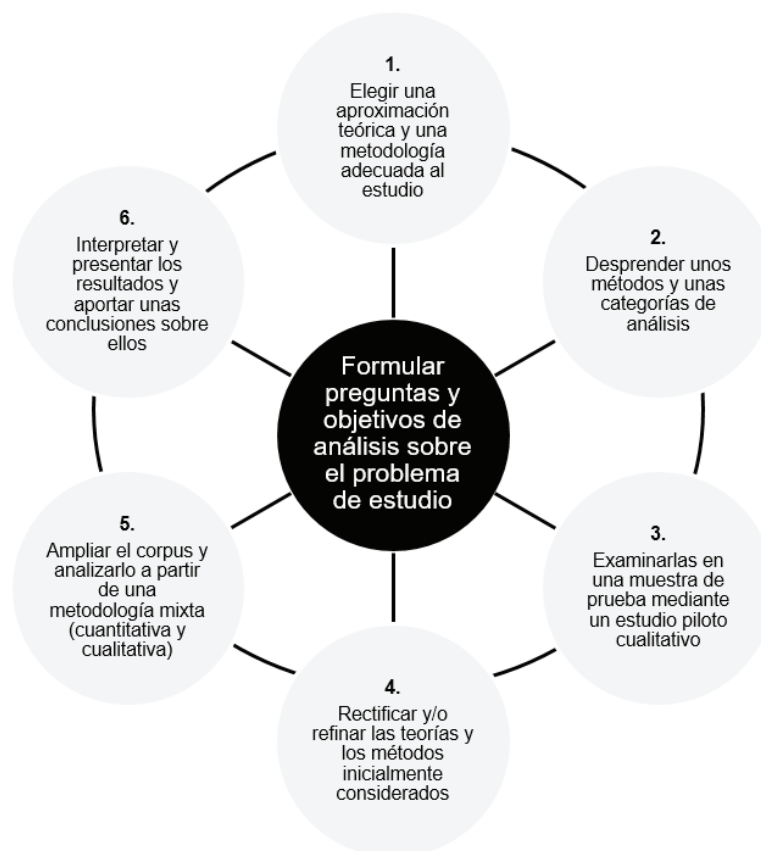 1.
Elegir una
aproximación
teórica y una
metodología
adecuada al
estudio
2.
Desprender unos
métodos y unas
categorías de
análisis
3.
Examinarlas en
una muestra de
prueba mediante
un estudio piloto
cualitativo
4.
Rectificar y/o
refinar las teorías y
los métodos
inicialmente
considerados
5.
Ampliar el corpus y
analizarlo a partir
de una
metodología mixta
(cuantitativa y
cualitativa)
6.
Interpretar y
presentar los
resultados y
aportar unas
conclusiones sobre
ellos
Formular
preguntas y
objetivos de
análisis sobre
el problema
de estudio